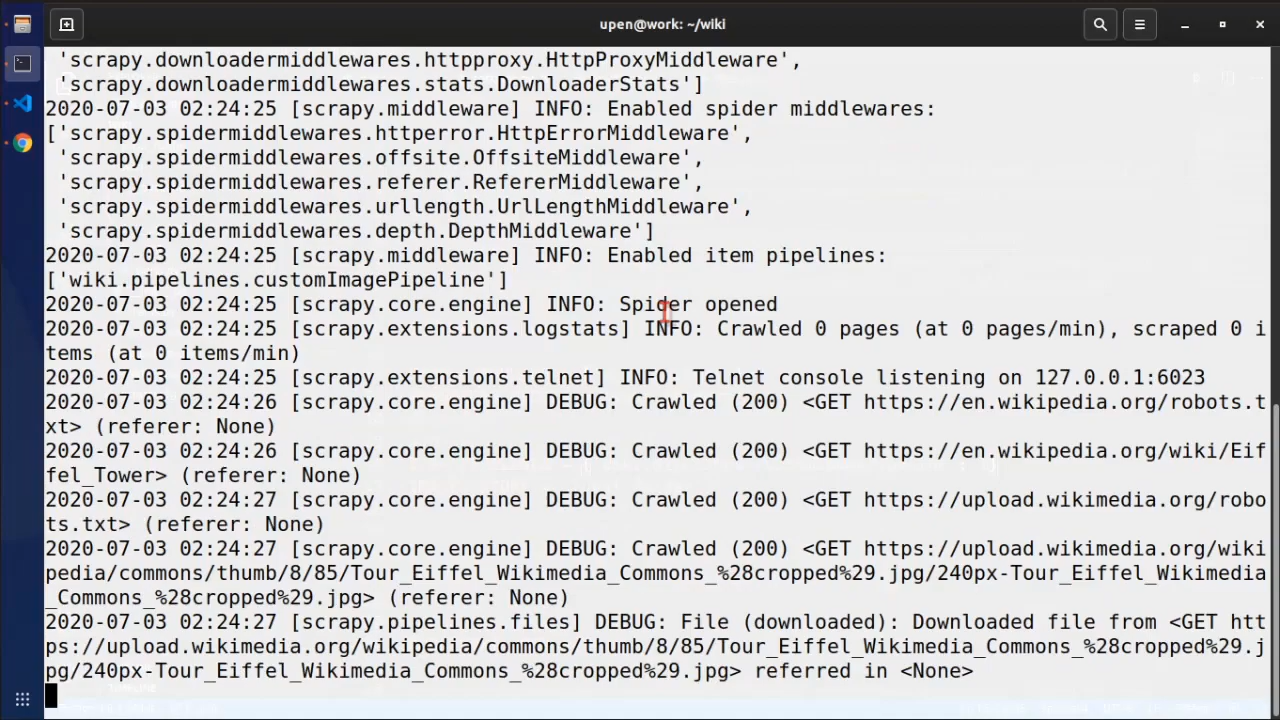 upen@work: ~/wiki
'scrapy.downloadermiddlewares.httpproxy.HttpProxyMiddleware',
'scrapy.downloadermiddlewares.stats.DownloaderStats']
2020-07-03 02:24:25 [scrapy.middleware] INFO: Enabled spider middlewares:
['scrapy.spidermiddlewares.httperror.HttpErrorMiddleware',
'scrapy.spidermiddlewares.offsite.OffsiteMiddleware',
'scrapy.spidermiddlewares.referer.RefererMiddleware',
'scrapy.spidermiddlewares.urllength.UrlLengthMiddleware',
'scrapy.spidermiddlewares.depth.DepthMiddleware']
2020-07-03 02:24:25 [scrapy.middleware] INFO: Enabled item pipelines:
['wiki.pipelines.customImagePipeline']
2020-07-03 02:24:25 [scrapy.core.engine] INFO: Spider opened
2020-07-03 02:24:25 [scrapy.extensions.logstats] INFO: Crawled 0 pages (at 0 pages/min), scraped 0 i
tems (at 0 items/min)
2020-07-03 02:24:25 [scrapy.extensions.telnet] INFO: Telnet console listening on 127.0.0.1:6023
2020-07-03 02:24:26 [scrapy.core.engine] DEBUG: Crawled (200) <GET https://en.wikipedia.org/robots.t
xt> (referer: None)
2020-07-03 02:24:26 [scrapy.core.engine] DEBUG: Crawled (200) <GET https://en.wikipedia.org/wiki/Eif
fel_Tower> (referer: None)
2020-07-03 02:24:27 [scrapy.core.engine] DEBUG: Crawled (200) <GET https://upload.wikimedia.org/robo
ts.txt> (referer: None)
2020-07-03 02:24:27 [scrapy.core.engine] DEBUG: Crawled (200) <GET https://upload.wikimedia.org/wiki
pedia/commons/thumb/8/85/Tour_Eiffel_Wikimedia_Commons_%28cropped%29.jpg/240px-Tour_Eiffel_Wikimedia
_Commons_%28cropped%29.jpg> (referer: None)
2020-07-03 02:24:27 [scrapy.pipelines.files] DEBUG: File (downloaded): Downloaded file from <GET htt
ps://upload.wikimedia.org/wikipedia/commons/thumb/8/85/Tour_Eiffel_Wikimedia_Commons_%28cropped%29.j
pg/240px-Tour_Eiffel_Wikimedia_Commons_%28cropped%29.jpg> referred in <None>